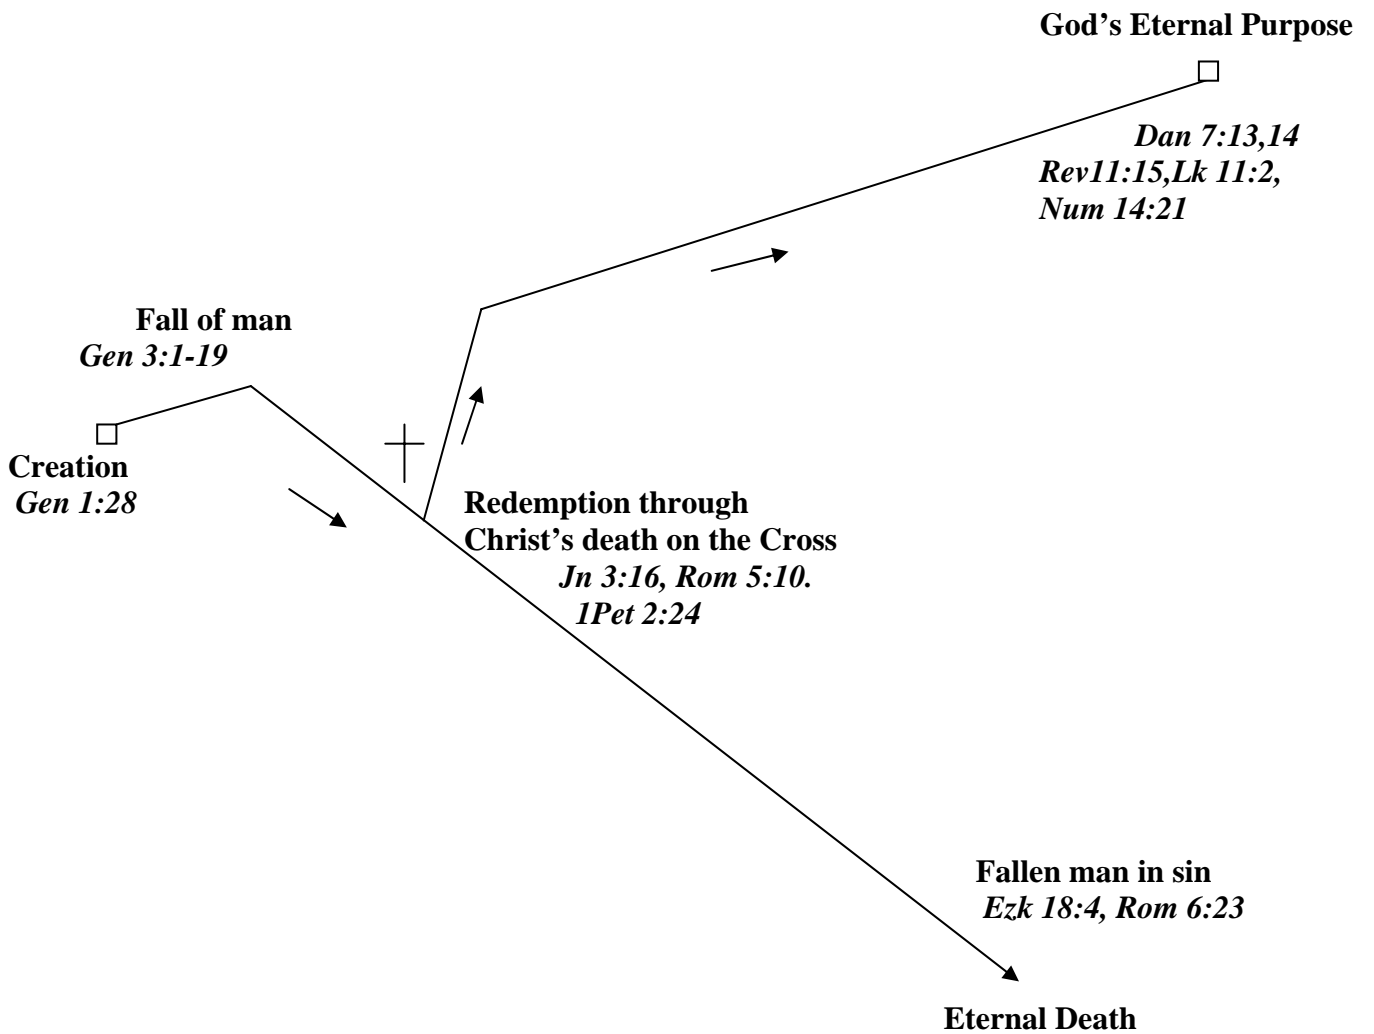 God’s Eternal Purpose
Dan 7:13,14
Rev11:15,Lk 11:2,
Num 14:21
Fall of man
Gen 3:1-19
Creation
Gen 1:28
Redemption through
Christ’s death on the Cross
Jn 3:16, Rom 5:10.
1Pet 2:24
Fallen man in sin
Ezk 18:4, Rom 6:23
Eternal Death